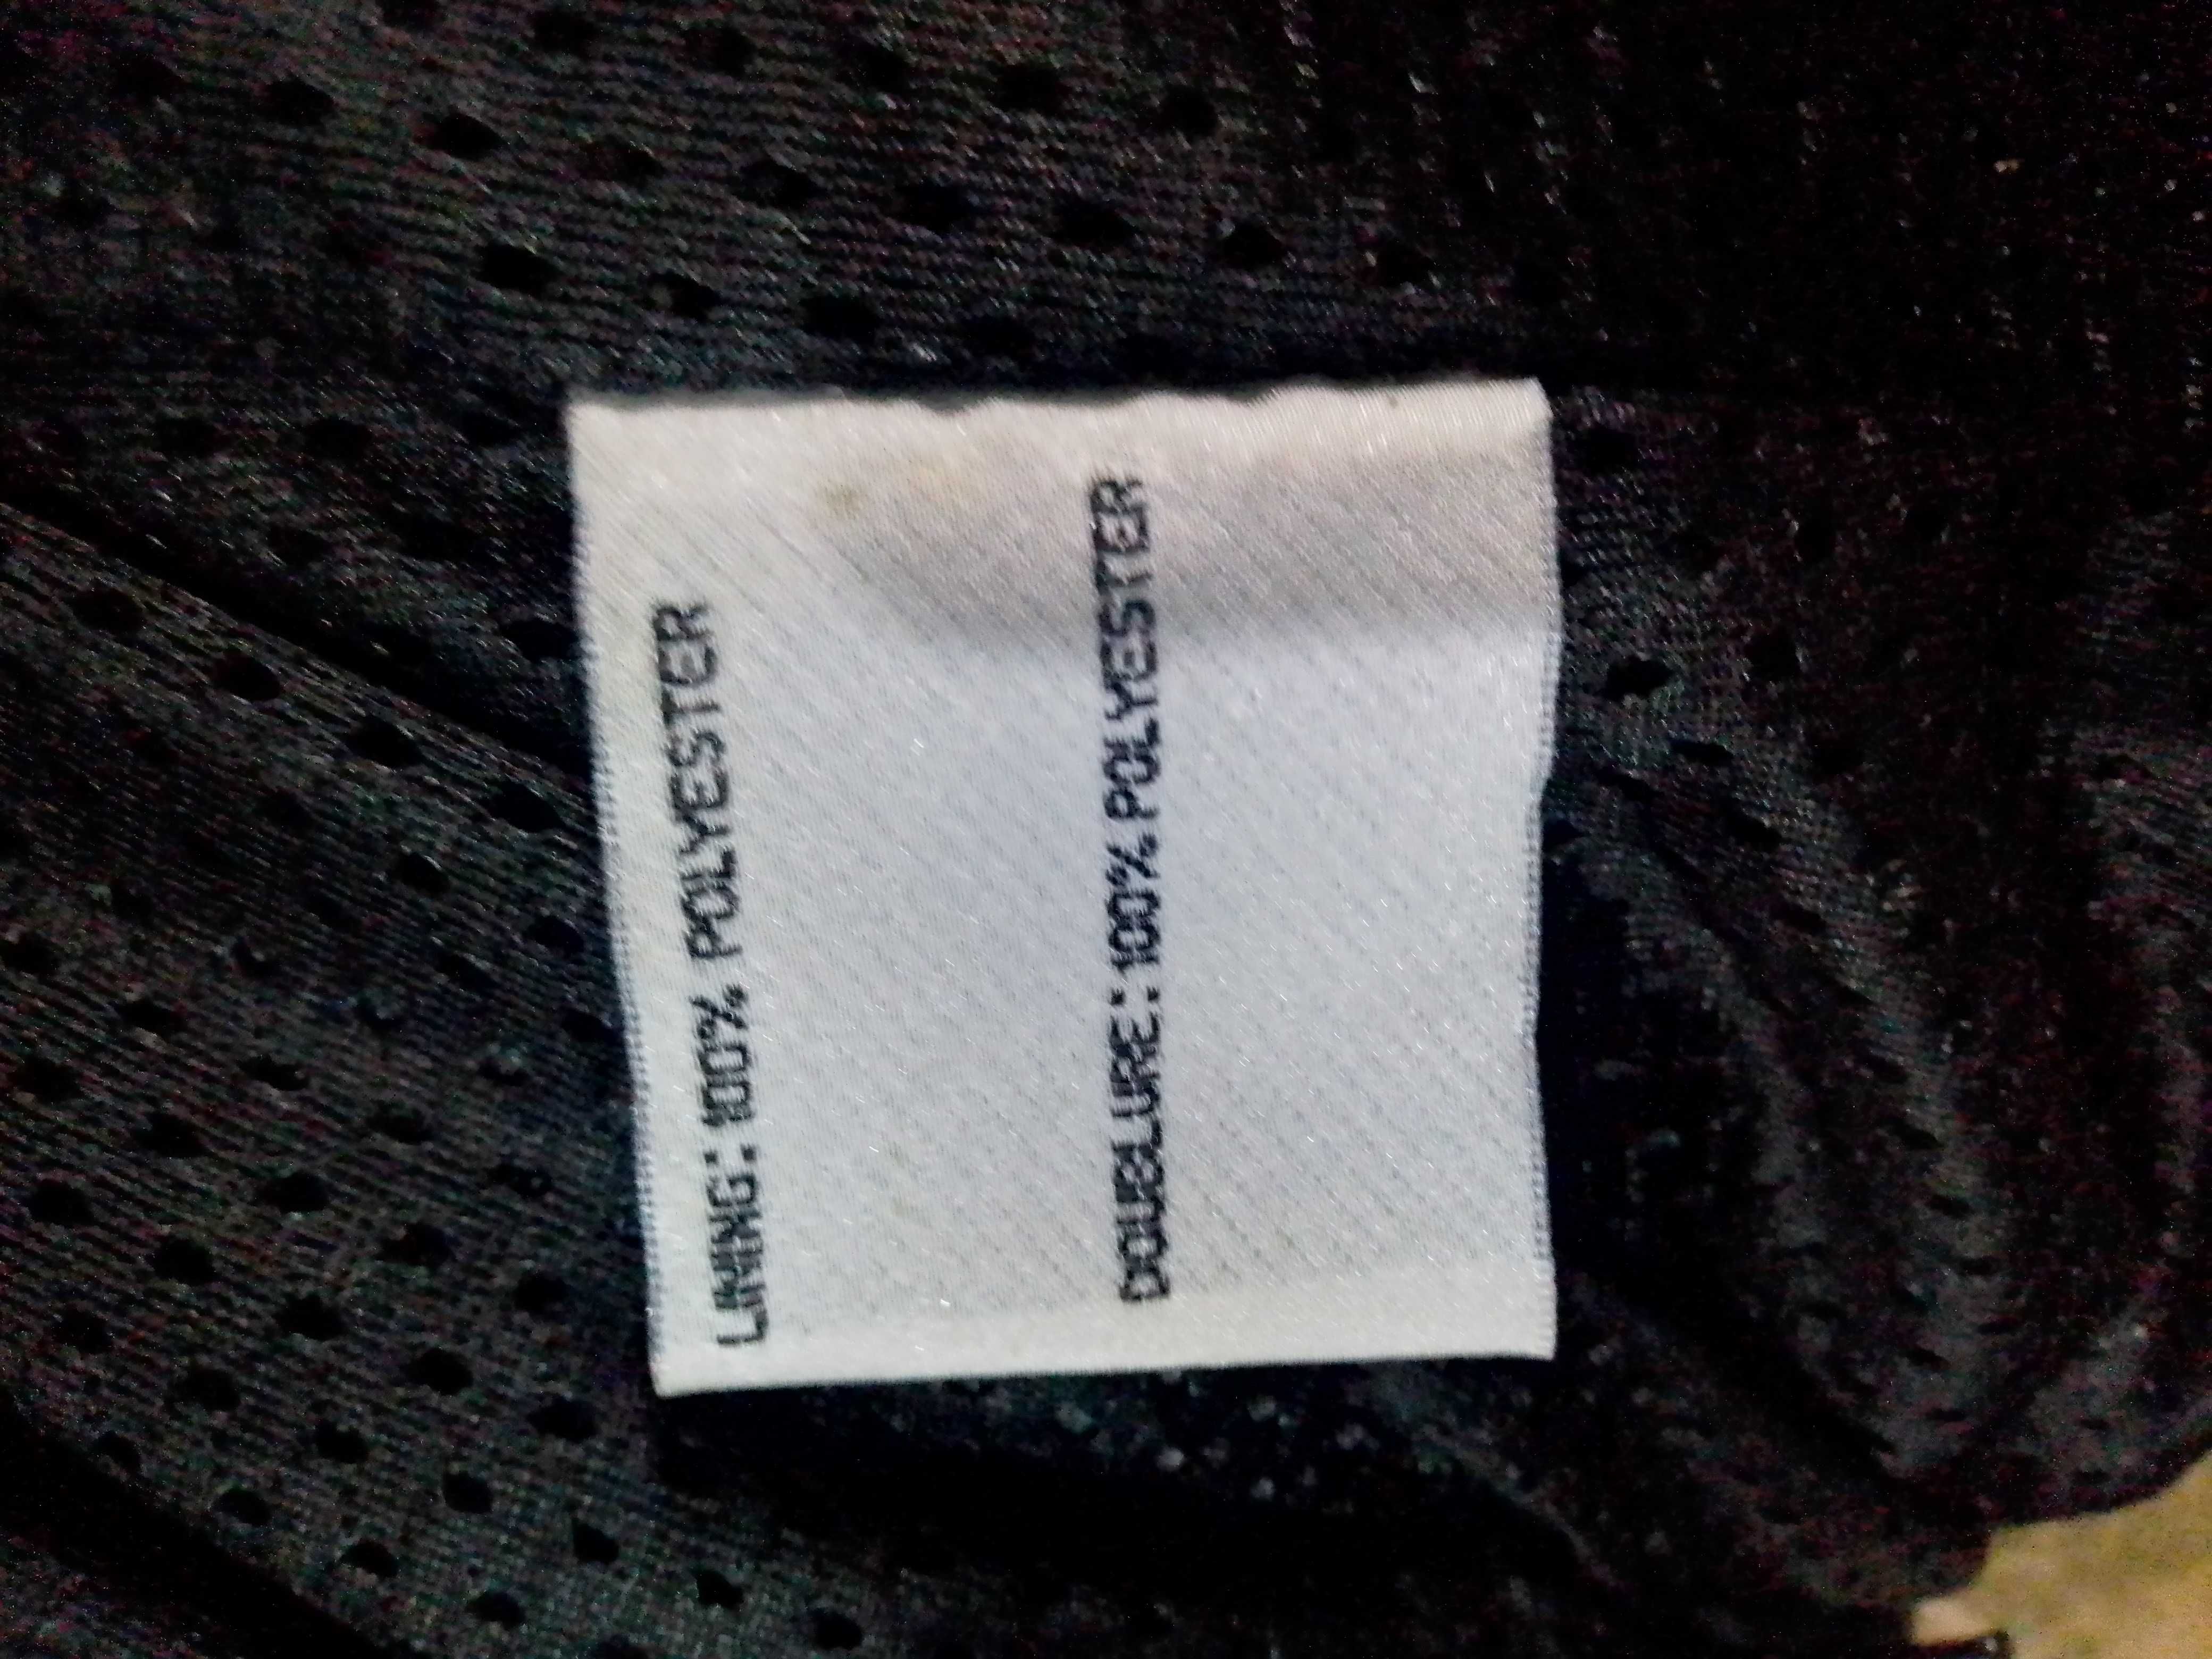 LINING: 100% POLYESTER
DOUBLURE: 100% POLYESTER